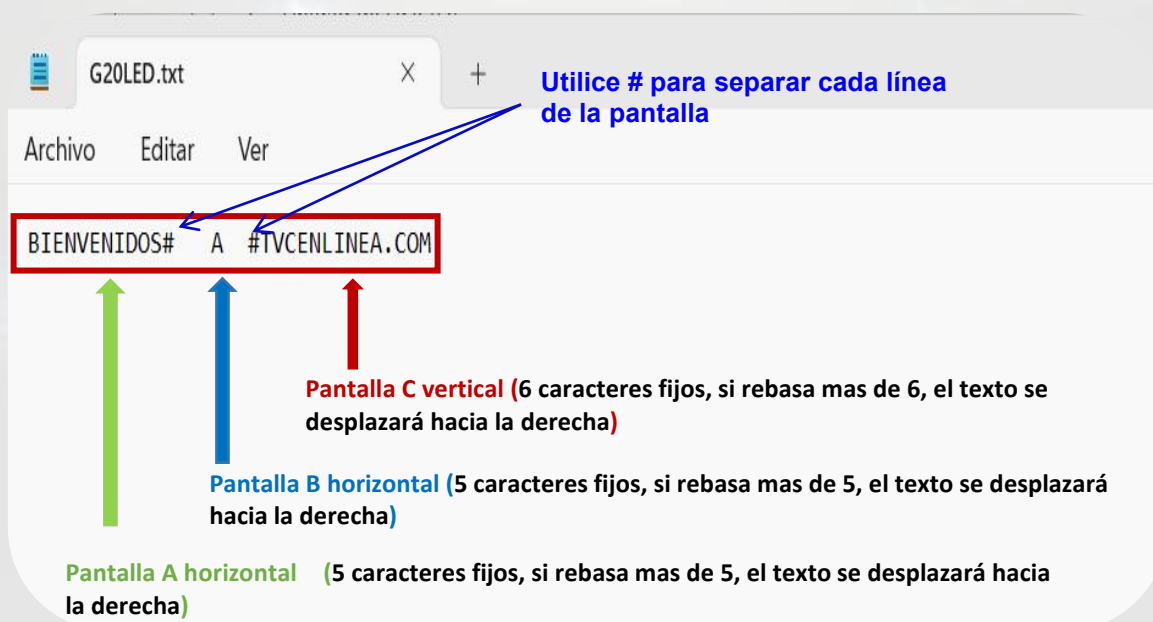 G20LED.txt
Utilice # para separar cada línea
de la pantalla
Archivo Editar Ver
BIENVENIDOS# A #TVCENLINEA.COM
Pantalla C vertical (6 caracteres fijos, si rebasa mas de 6, el texto se
desplazará hacia la derecha)
Pantalla B horizontal (5 caracteres fijos, si rebasa mas de 5, el texto se desplazará
hacia la derecha)
Pantalla A horizontal (5 caracteres fijos, si rebasa mas de 5, el texto se desplazará hacia
la derecha)